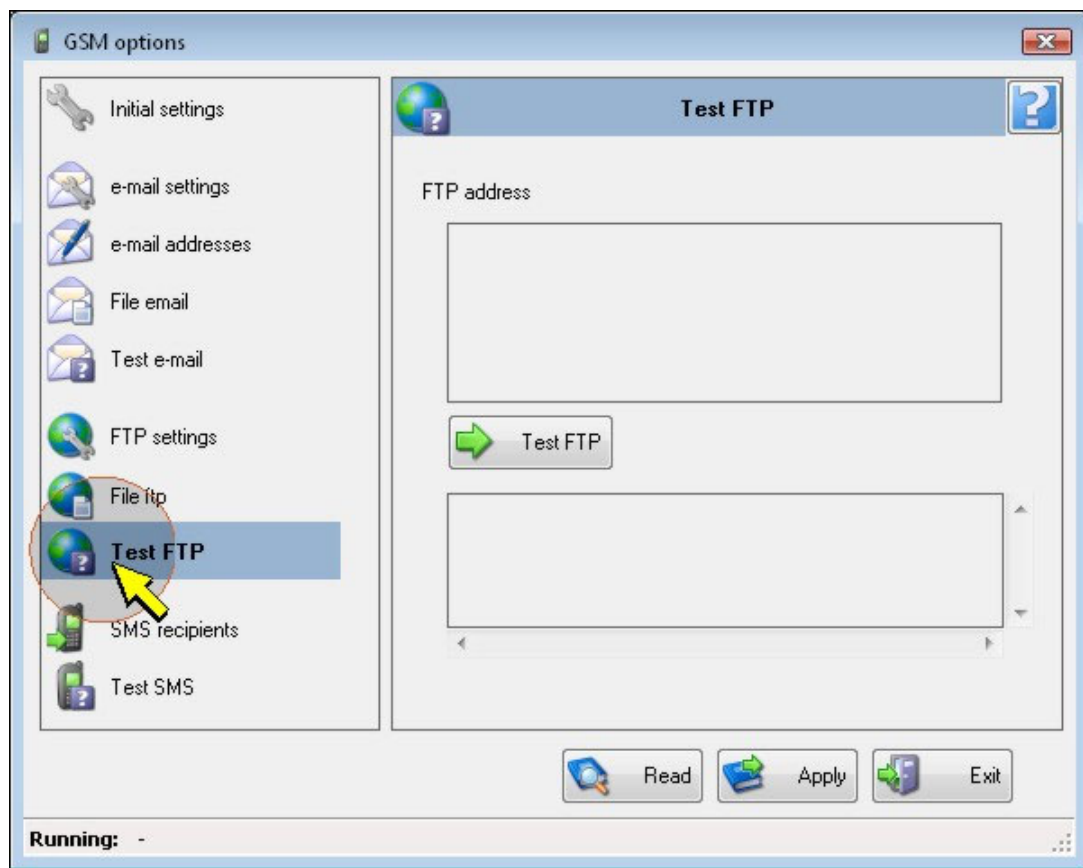 GSM options
Initial settings
e-mail settings
e-mail addresses
File email
Test e-mail
FTP settings
File ftp
Test FTP
SMS recipients
Test SMS
Test FTP
FTP address
Test FTP
Read
Apply
Exit
Running: -